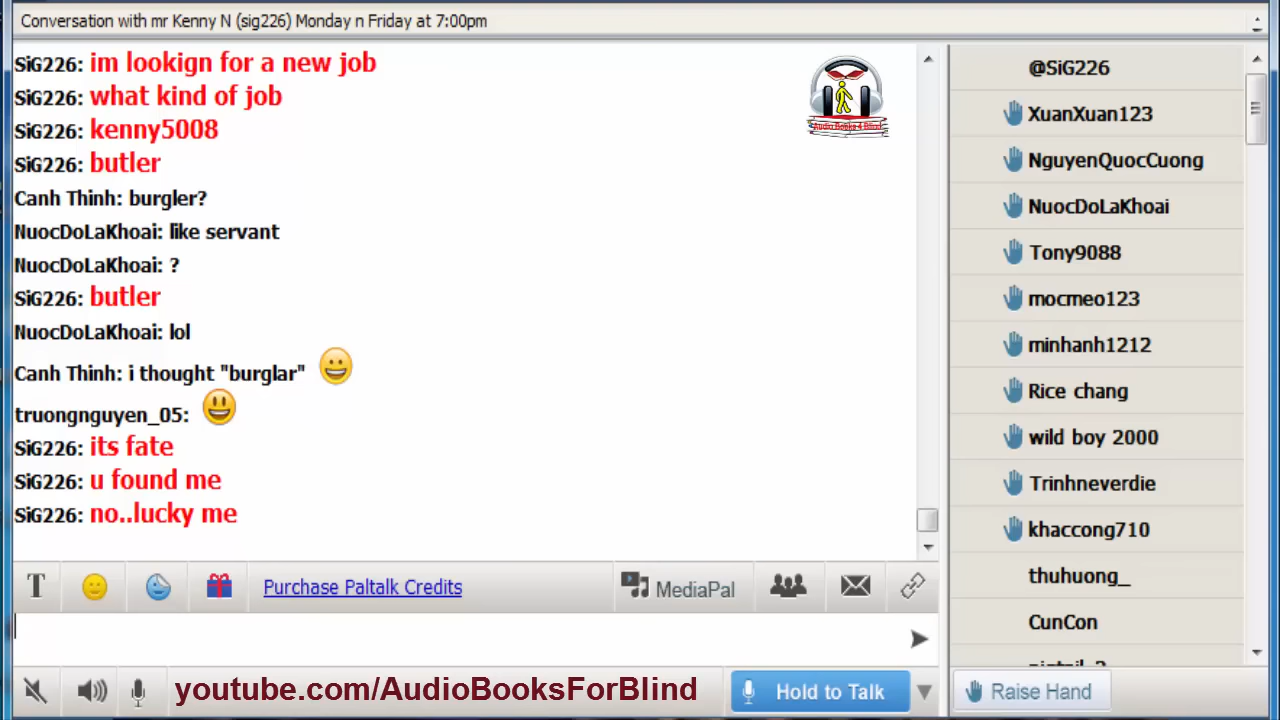 Conversation with mr Kenny N (sig226) Monday n Friday at 7:00pm
SiG226: im lookign for a new job
SiG226: what kind of job
SiG226: kenny5008
SiG226: butler
Canh Thinh: burgler?
NuocDoLaKhoai: like servant
NuocDoLaKhoai: ?
SiG226: butler
NuocDoLaKhoai: lol
Canh Thinh: i thought "burglar"
truongnguyen_05:
SiG226: its fate
SiG226: u found me
SiG226: no..lucky me
Audio Books 4 Blind
@SiG226
XuanXuan123
NguyenQuocCuong
NuocDoLaKhoai
Tony9088
mocmeo123
minhanh1212
Rice chang
wild boy 2000
Trinhneverdie
khaccong710
thuhuong_
CunCon
T
Purchase Paltalk Credits
MediaPal
youtube.com/AudioBooksForBlind
Hold to Talk
Raise Hand